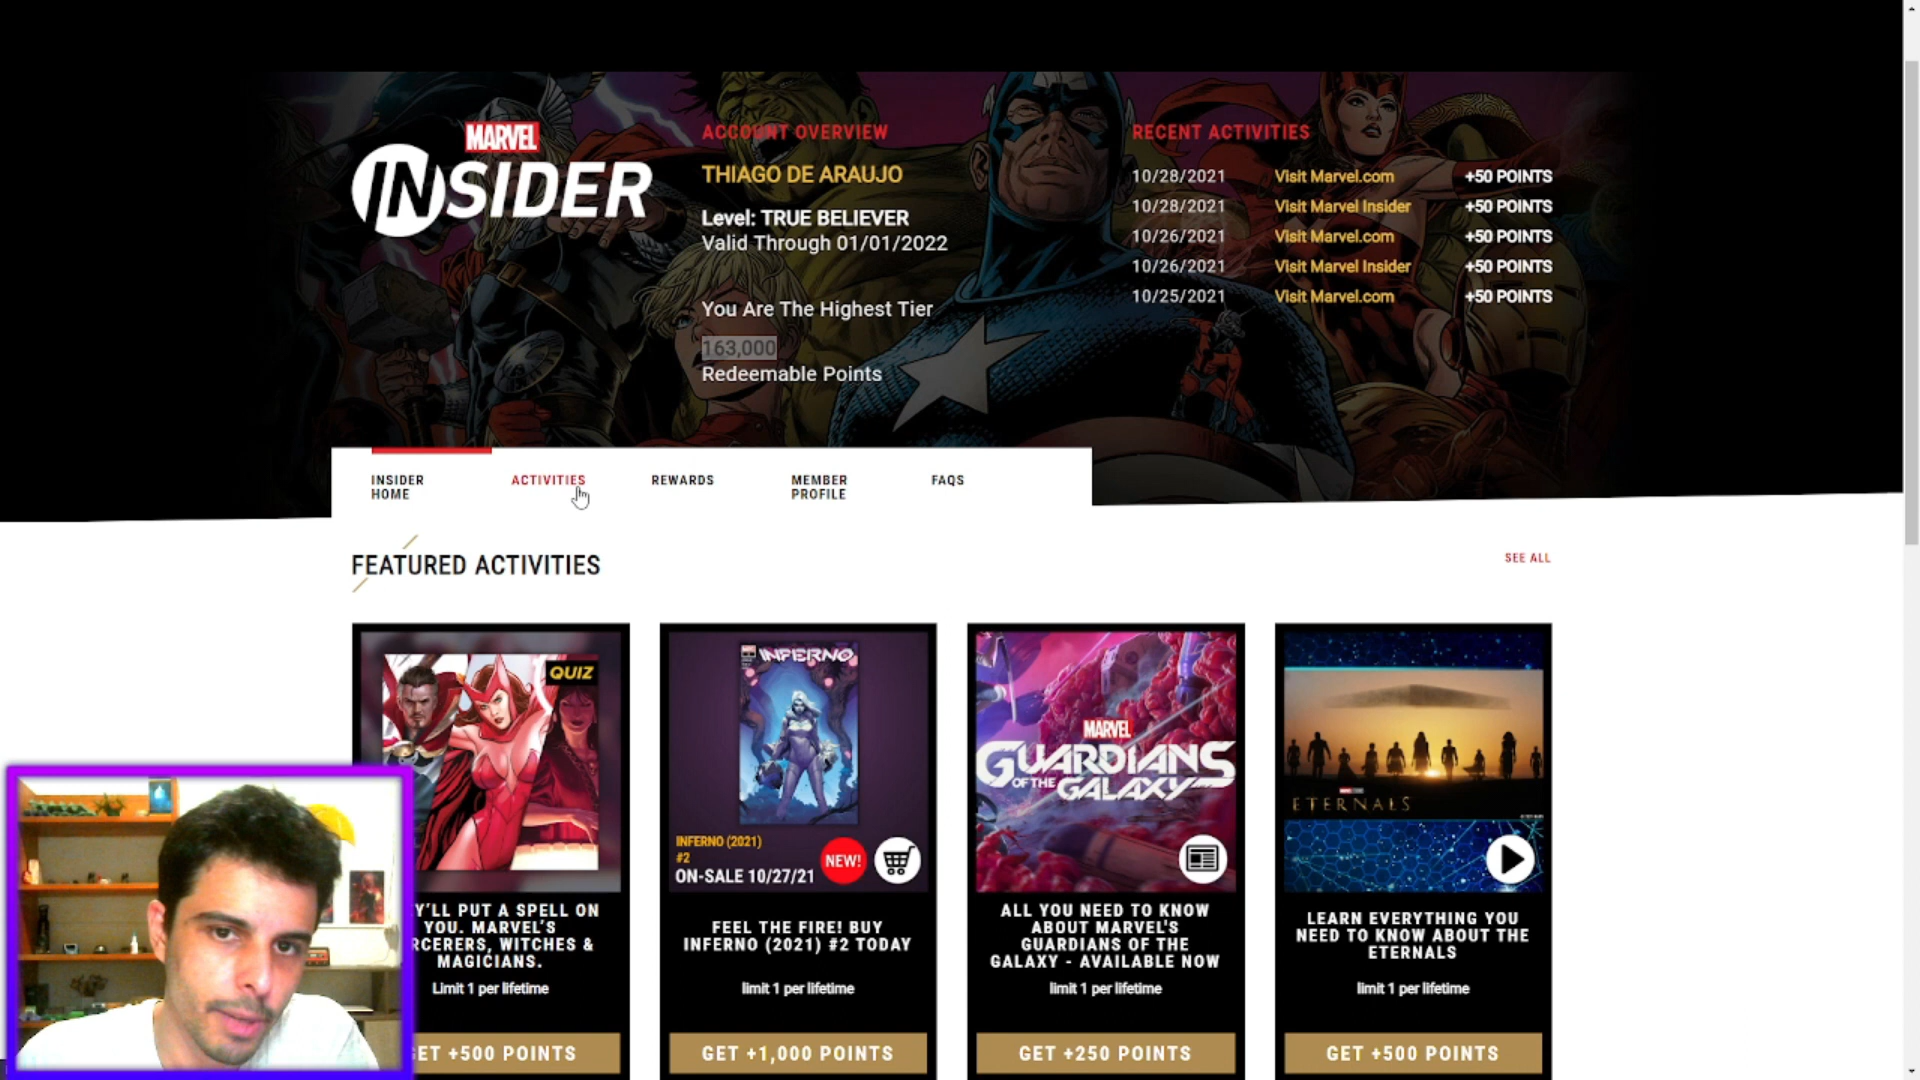 MARVEL
INSIDER
ACCOUNT OVERVIEW
THIAGO DE ARAUJO
Level: TRUE BELIEVER
Valid Through 01/01/2022
You Are The Highest Tier
163,000
Redeemable Points
RECENT ACTIVITIES
10/28/2021 Visit Marvel.com +50 POINTS
10/28/2021 Visit Marvel Insider +50 POINTS
10/26/2021 Visit Marvel.com +50 POINTS
10/26/2021 Visit Marvel Insider +50 POINTS
10/25/2021 Visit Marvel.com +50 POINTS
INSIDER
HOME
ACTIVITIES
REWARDS
MEMBER
PROFILE
FAQS
FEATURED ACTIVITIES
SEE ALL
QUIZ
Y'LL PUT A SPELL ON
YOU. MARVEL'S
RCERERS, WITCHES &
MAGICIANS.
Limit 1 per lifetime
GET +500 POINTS
INFERNO
INFERNO (2021)
#2
ON-SALE 10/27/21
NEW!
FEEL THE FIRE! BUY
INFERNO (2021) #2 TODAY
limit 1 per lifetime
GET +1,000 POINTS
MARVEL
GUARDIANS
OF THE
GALAXY
ALL YOU NEED TO KNOW
ABOUT MARVEL'S
GUARDIANS OF THE
GALAXY - AVAILABLE NOW
limit 1 per lifetime
GET +250 POINTS
ETERNALS
LEARN EVERYTHING YOU
NEED TO KNOW ABOUT THE
ETERNALS
limit 1 per lifetime
GET +500 POINTS